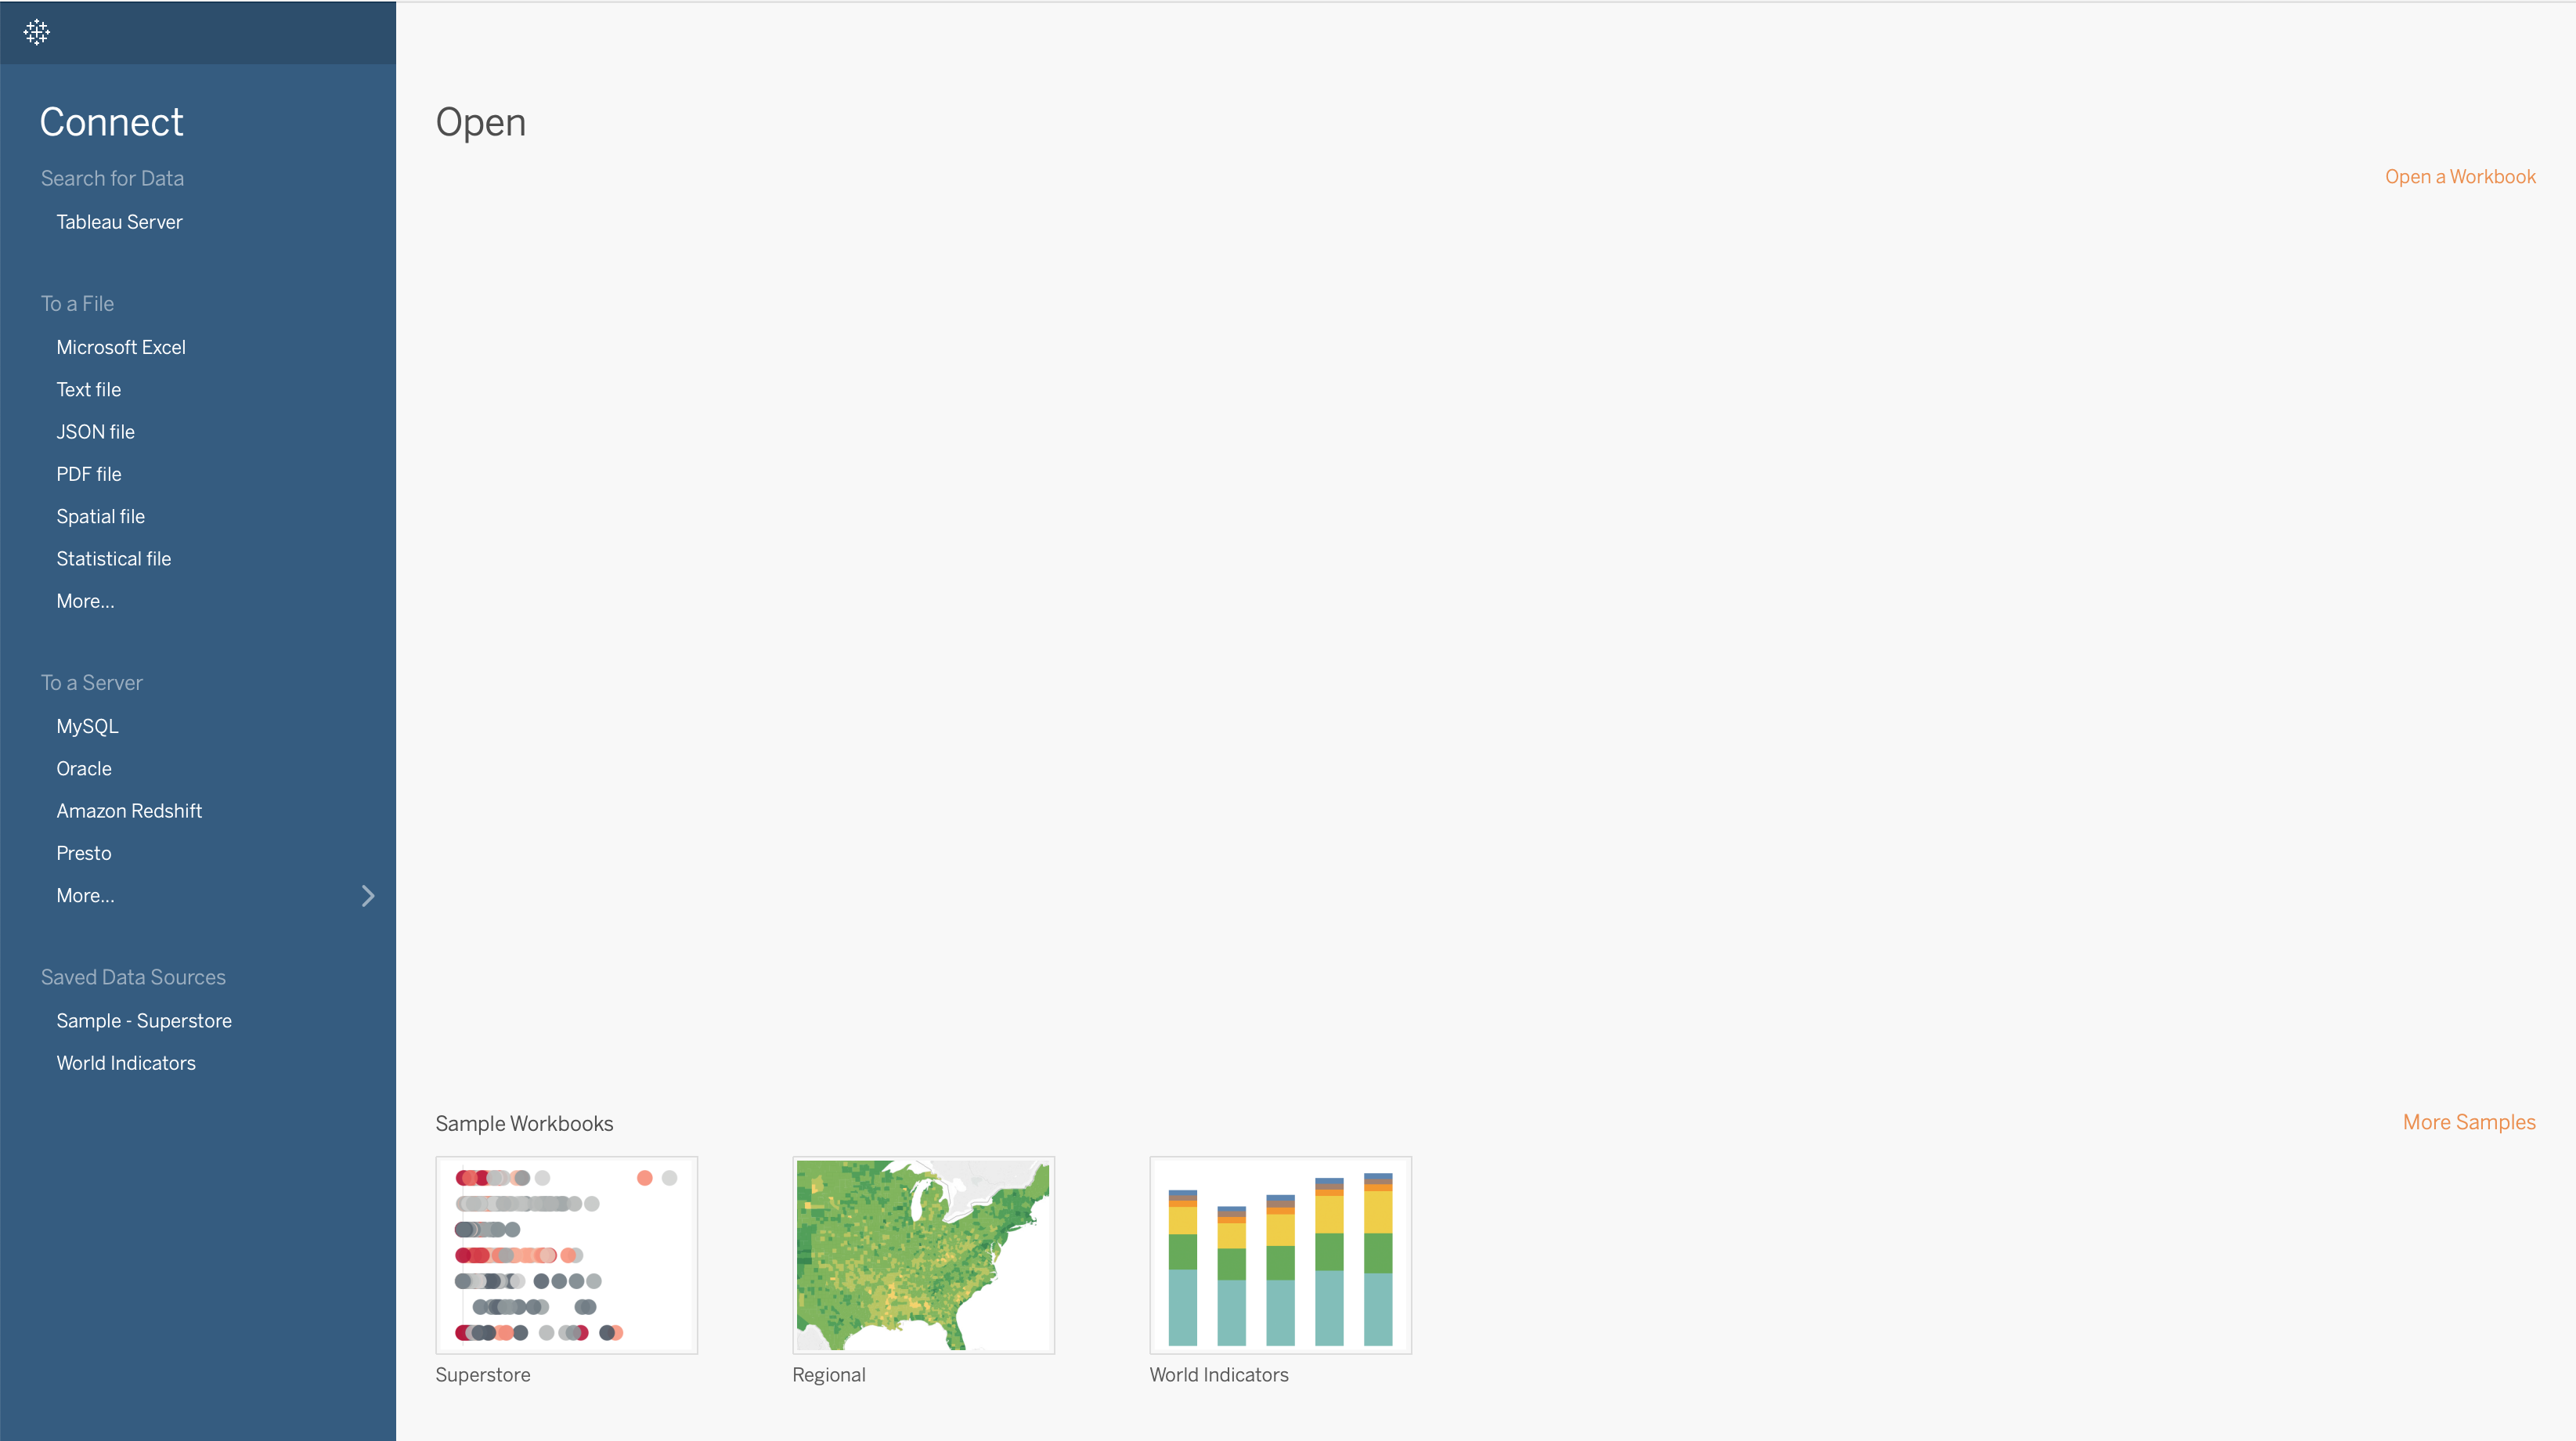 Connect
Search for Data
Tableau Server
To a File
Microsoft Excel
Text file
JSON file
PDF file
Spatial file
Statistical file
More...
To a Server
MySQL
Oracle
Amazon Redshift
Presto
More...
Saved Data Sources
Sample - Superstore
World Indicators
Open
Open a Workbook
Sample Workbooks
More Samples
Superstore
Regional
World Indicators